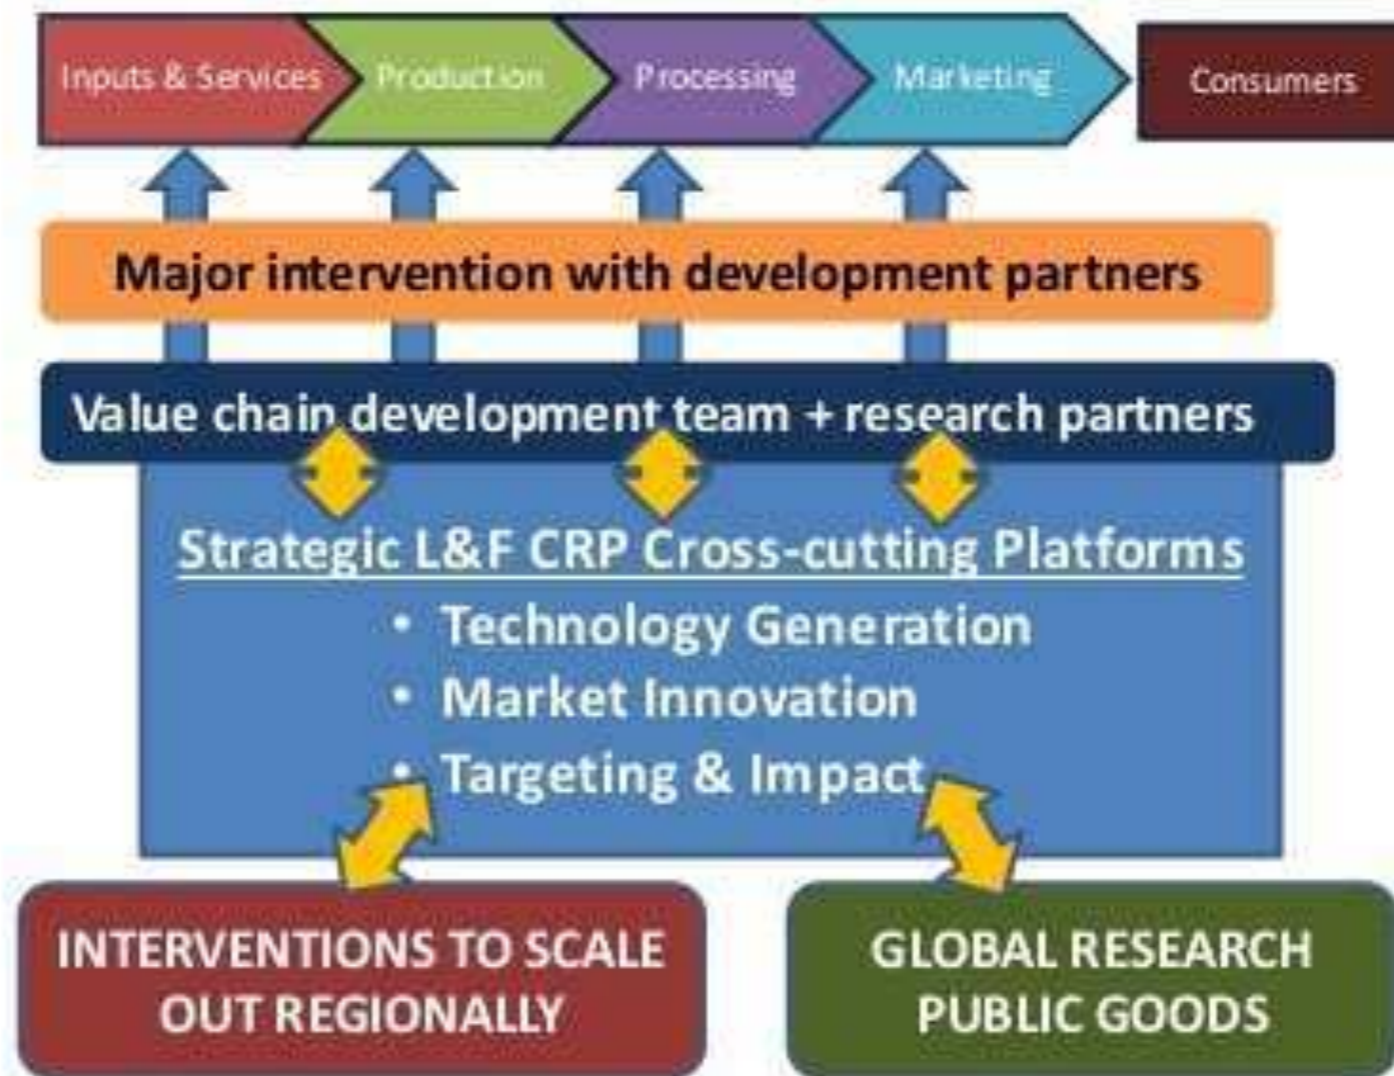 Inputs & Services
Production
Processing
Marketing
Consumers
Major intervention with development partners
Value chain development team + research partners
Strategic L&F CRP Cross-cutting Platforms
• Technology Generation
• Market Innovation
• Targeting & Impact
INTERVENTIONS TO SCALE
OUT REGIONALLY
GLOBAL RESEARCH
PUBLIC GOODS